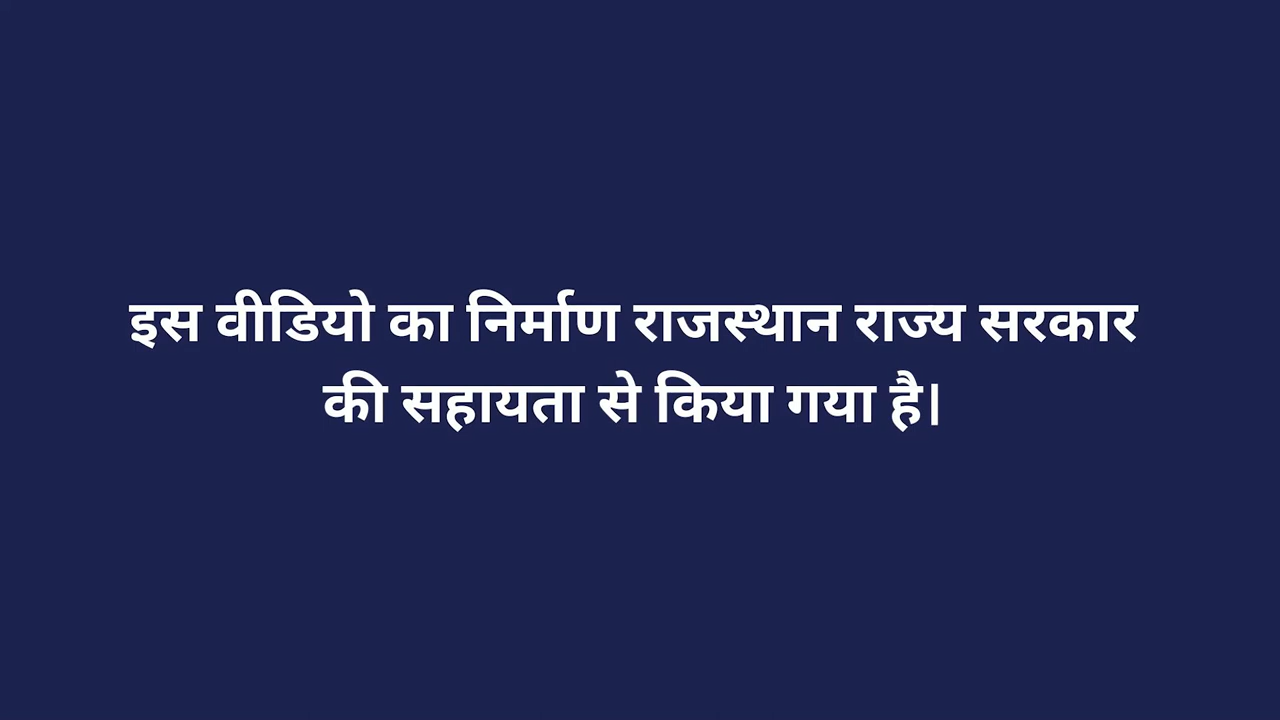 इस वीडियो का निर्माण राजस्थान राज्य सरकार
की सहायता से किया गया है।